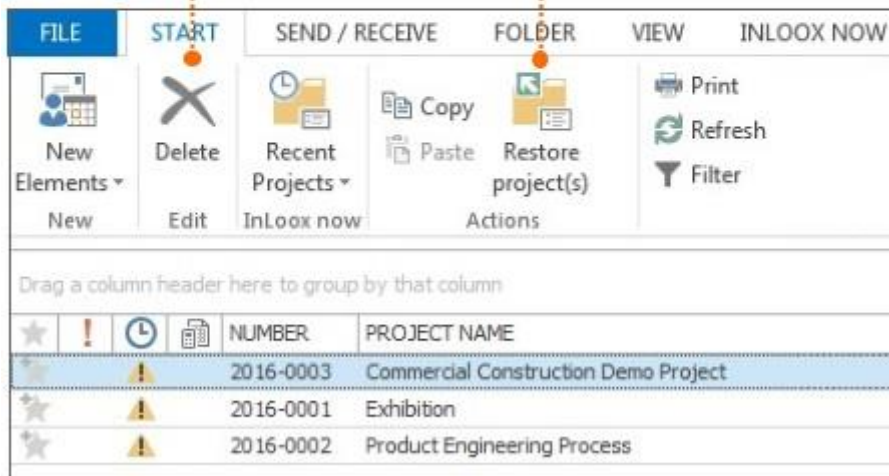 FILE START SEND / RECEIVE FOLDER VIEW INLOOX NOW
New Elements
Delete
Recent Projects
Copy
Paste
Restore project(s)
Print
Refresh
Filter
New Edit InLoox now Actions
Drag a column header here to group by that column
NUMBER PROJECT NAME
2016-0003 Commercial Construction Demo Project
2016-0001 Exhibition
2016-0002 Product Engineering Process